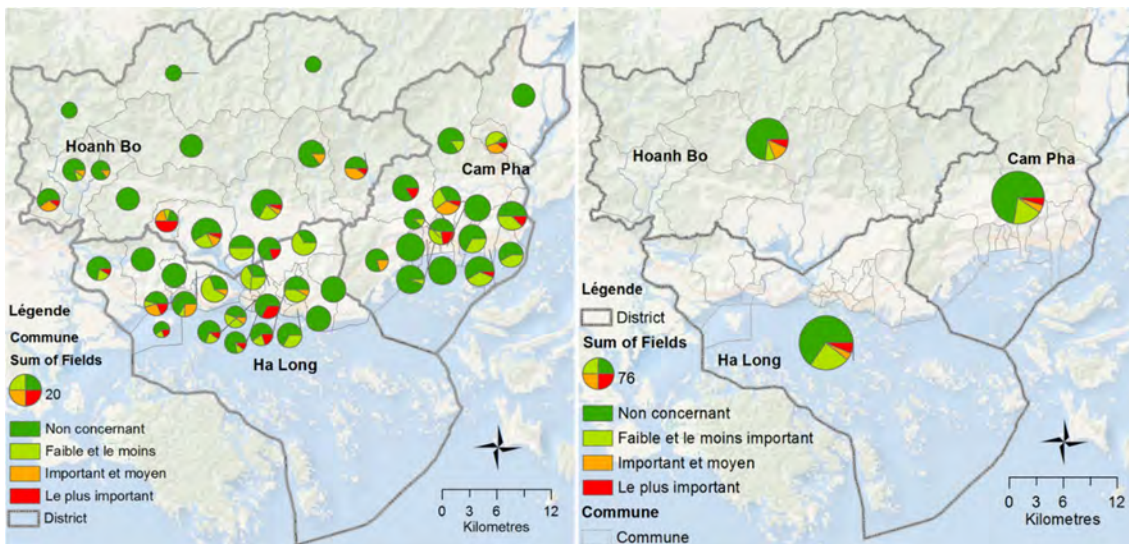 Hoanh Bo
Cam Pha
Ha Long
Légende
Commune
Sum of Fields
20
Non concernant
Faible et le moins
Important et moyen
Le plus important
District
0 3 6 12
Kilometres
Hoanh Bo
Cam Pha
Ha Long
Légende
District
Sum of Fields
76
Non concernant
Faible et le moins important
Important et moyen
Le plus important
Commune
Commune
0 3 6 12
Kilometres